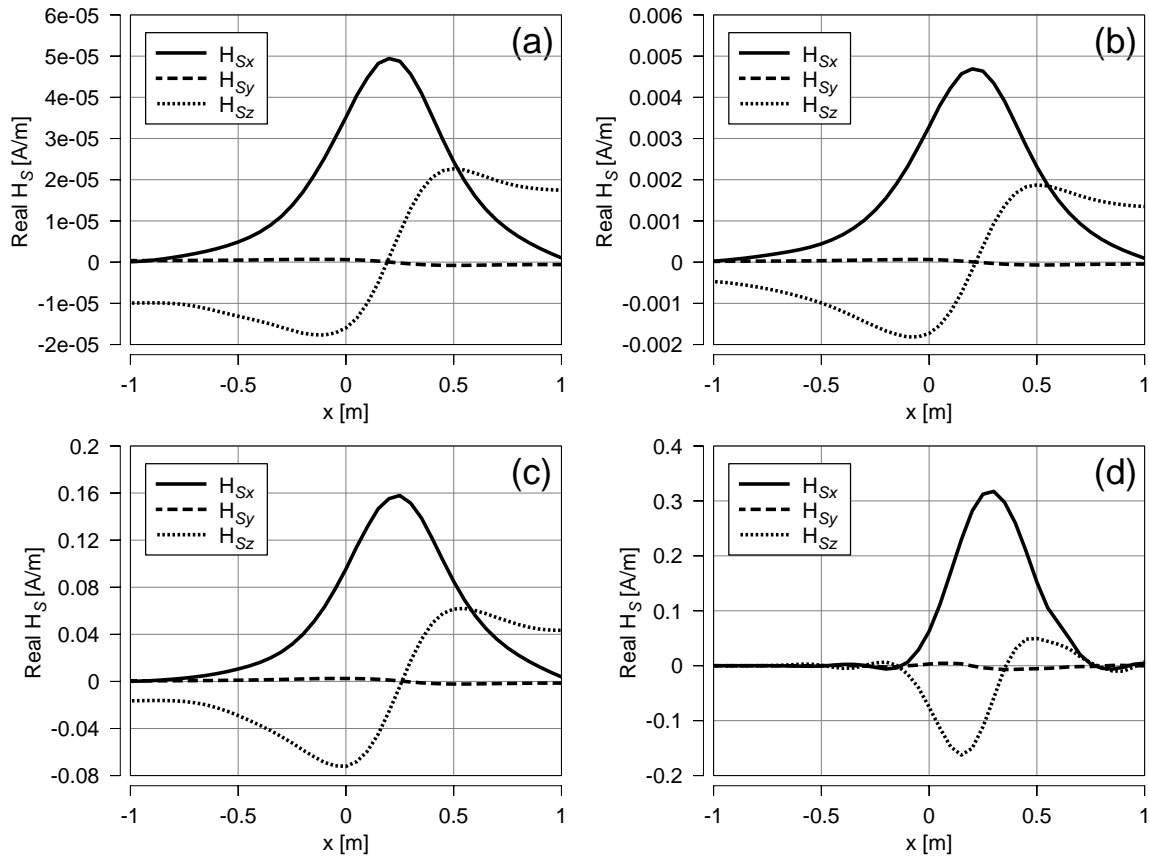 (a)
H_Sx
H_Sy
H_Sz
Real H_S [A/m]
6e-05
5e-05
4e-05
3e-05
2e-05
1e-05
0
-1e-05
-2e-05
-1 -0.5 0 0.5 1
x [m]
(b)
H_Sx
H_Sy
H_Sz
Real H_S [A/m]
0.006
0.005
0.004
0.003
0.002
0.001
0
-0.001
-0.002
-1 -0.5 0 0.5 1
x [m]
(c)
H_Sx
H_Sy
H_Sz
Real H_S [A/m]
0.2
0.16
0.12
0.08
0.04
0
-0.04
-0.08
-1 -0.5 0 0.5 1
x [m]
(d)
H_Sx
H_Sy
H_Sz
Real H_S [A/m]
0.4
0.3
0.2
0.1
0
-0.1
-0.2
-1 -0.5 0 0.5 1
x [m]